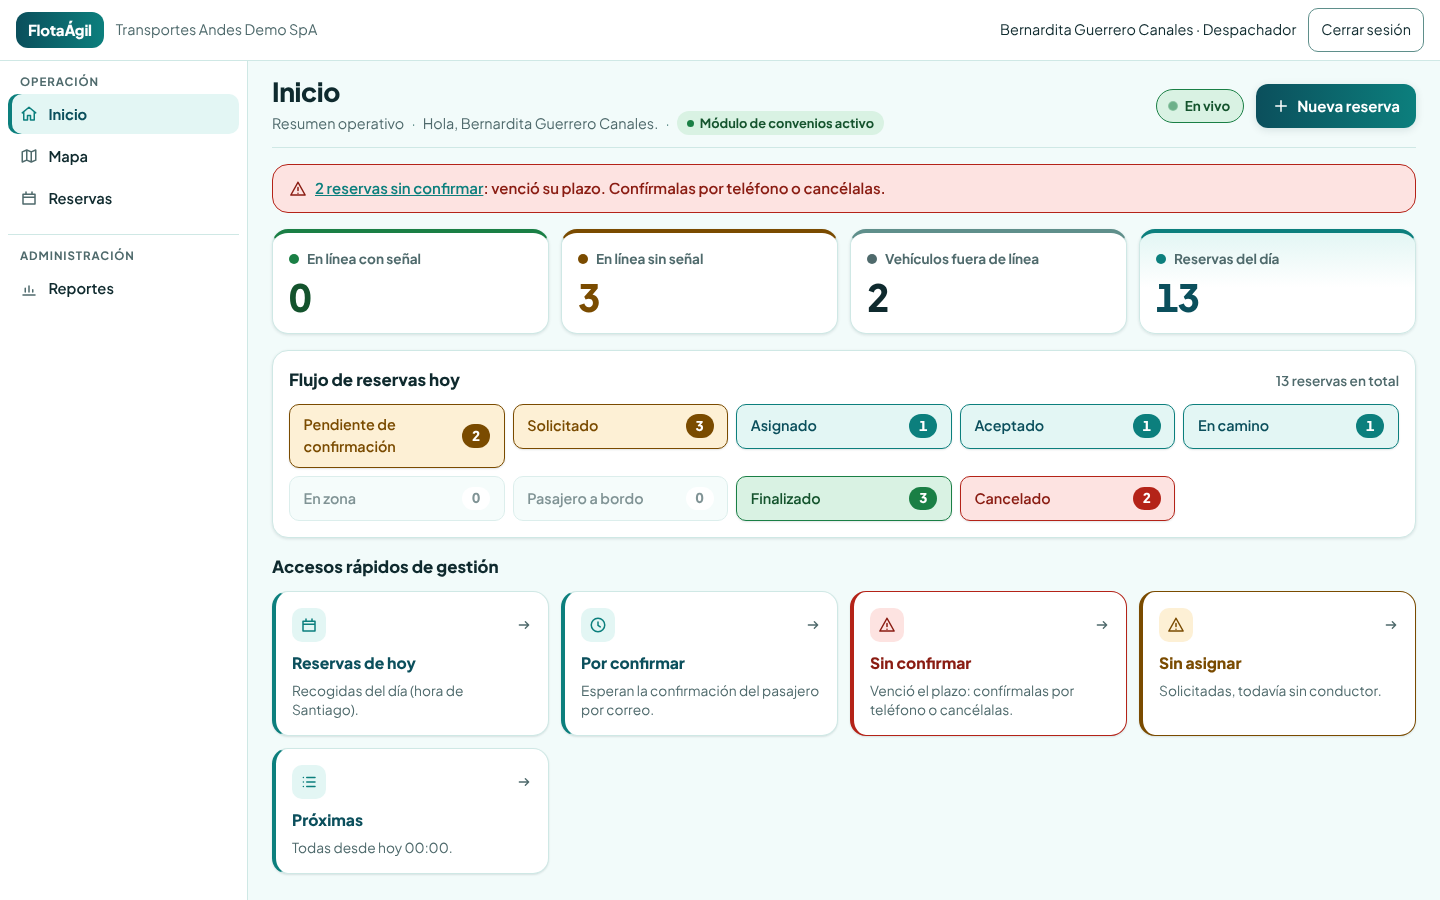 FlotaÁgil
Transportes Andes Demo SpA
Bernardita Guerrero Canales · Despachador
Cerrar sesión
OPERACIÓN
Inicio
Mapa
Reservas
ADMINISTRACIÓN
Reportes
Inicio
Resumen operativo · Hola, Bernardita Guerrero Canales. · Módulo de convenios activo
En vivo
+ Nueva reserva
2 reservas sin confirmar: venció su plazo. Confírmalas por teléfono o cancélalas.
En línea con señal
0
En línea sin señal
3
Vehículos fuera de línea
2
Reservas del día
13
Flujo de reservas hoy
13 reservas en total
Pendiente de
confirmación
2
Solicitado 3
Asignado 1
Aceptado 1
En camino 1
En zona 0
Pasajero a bordo 0
Finalizado 3
Cancelado 2
Accesos rápidos de gestión
Reservas de hoy
Recogidas del día (hora de
Santiago).
Por confirmar
Esperan la confirmación del pasajero
por correo.
Sin confirmar
Venció el plazo: confírmalas por
teléfono o cancélalas.
Sin asignar
Solicitadas, todavía sin conductor.
Próximas
Todas desde hoy 00:00.